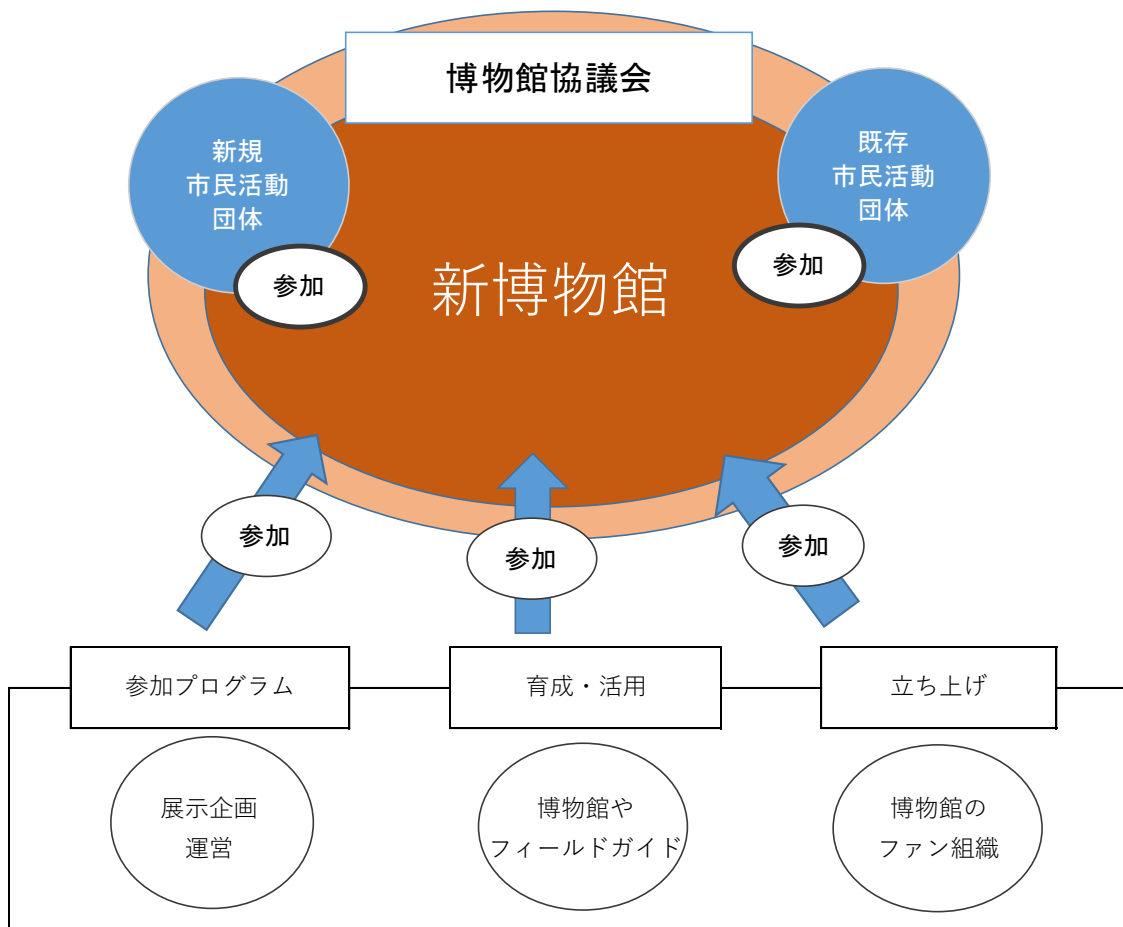 博物館協議会
新規
市民活動
団体
既存
市民活動
団体
参加
参加
新博物館
参加
参加
参加
参加プログラム
育成・活用
立ち上げ
展示企画
運営
博物館や
フィールドガイド
博物館の
ファン組織